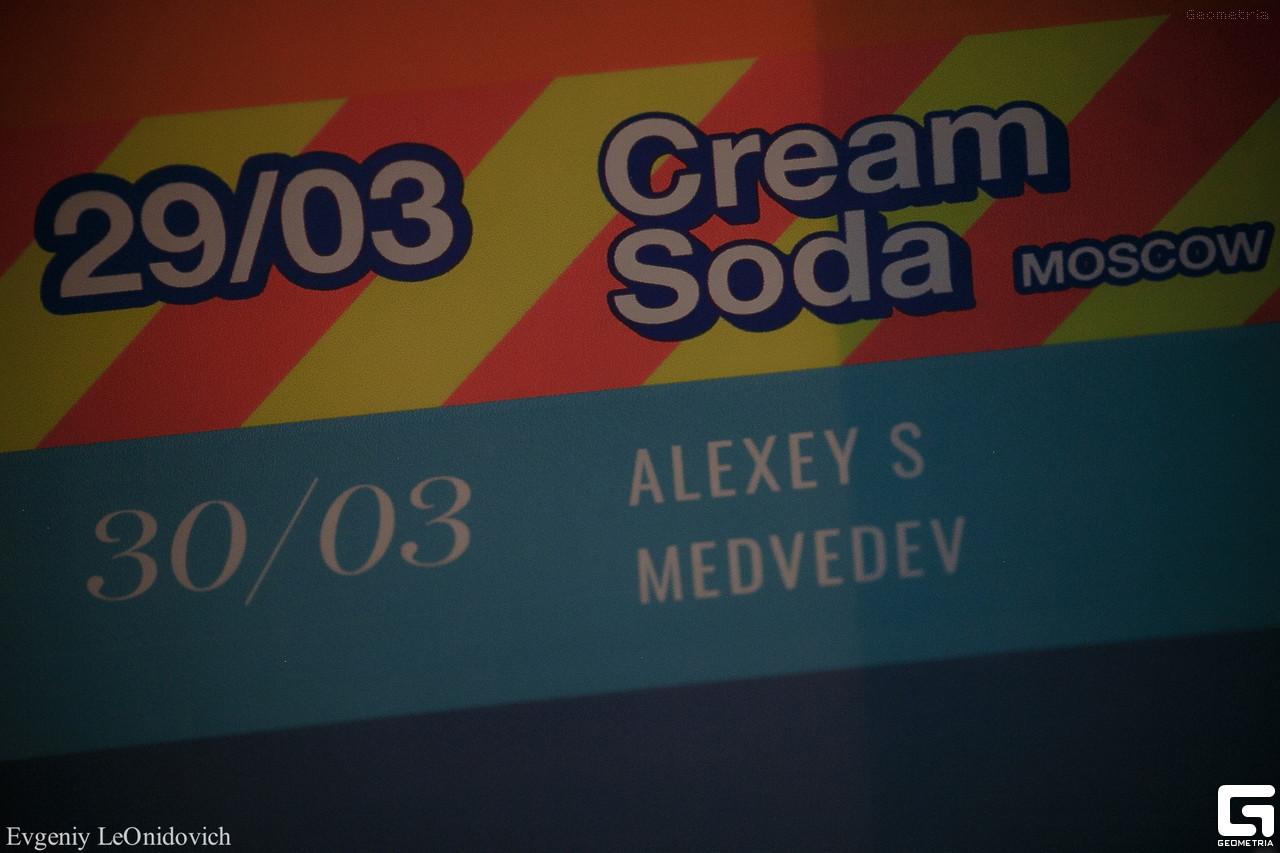 Geometria
29/03
Cream
Soda MOSCOW
30/03
ALEXEY S
MEDVEDEV
Evgeniy LeOnidovich
GEOMETRIA